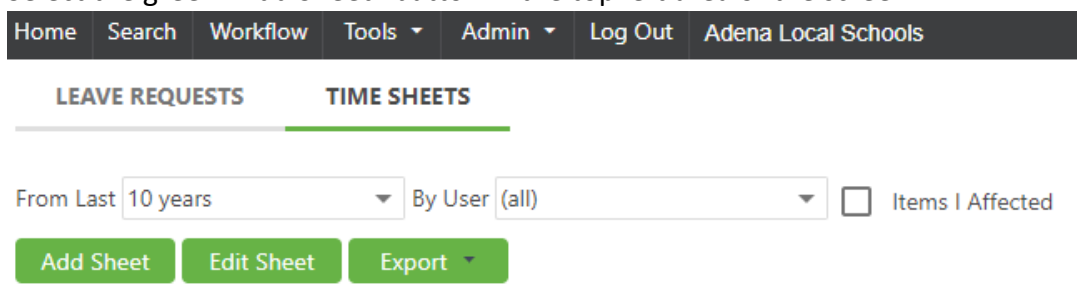 Home Search Workflow Tools Admin Log Out Adena Local Schools
LEAVE REQUESTS TIME SHEETS
From Last 10 years By User (all) Items I Affected
Add Sheet Edit Sheet Export